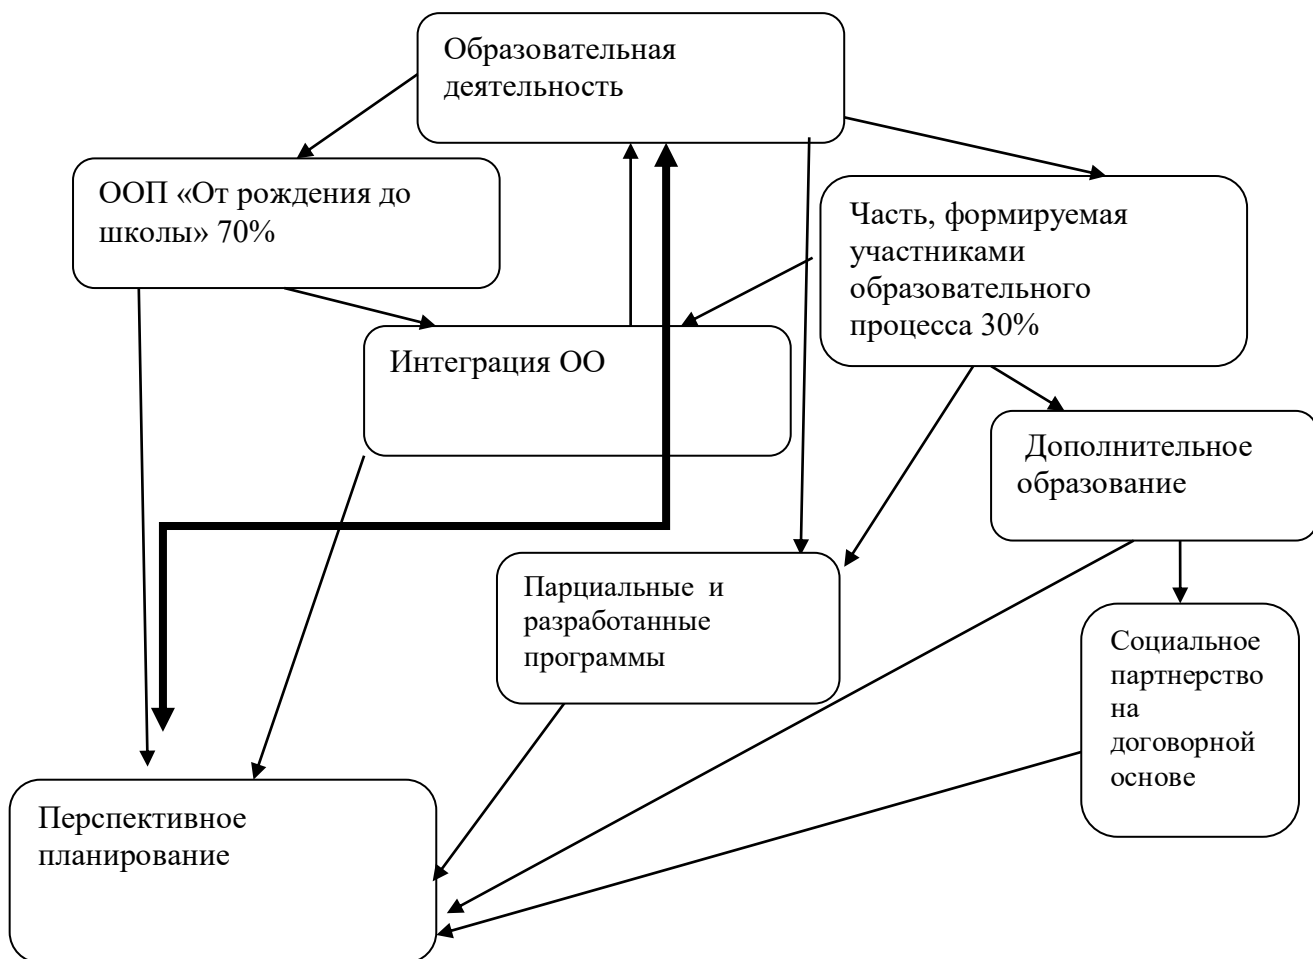 Образовательная
деятельность
ООП «От рождения до
школы» 70%
Часть, формируемая
участниками
образовательного
процесса 30%
Интеграция ОО
Дополнительное
образование
Парциальные и
разработанные
программы
Социальное
партнерство
на
договорной
основе
Перспективное
планирование